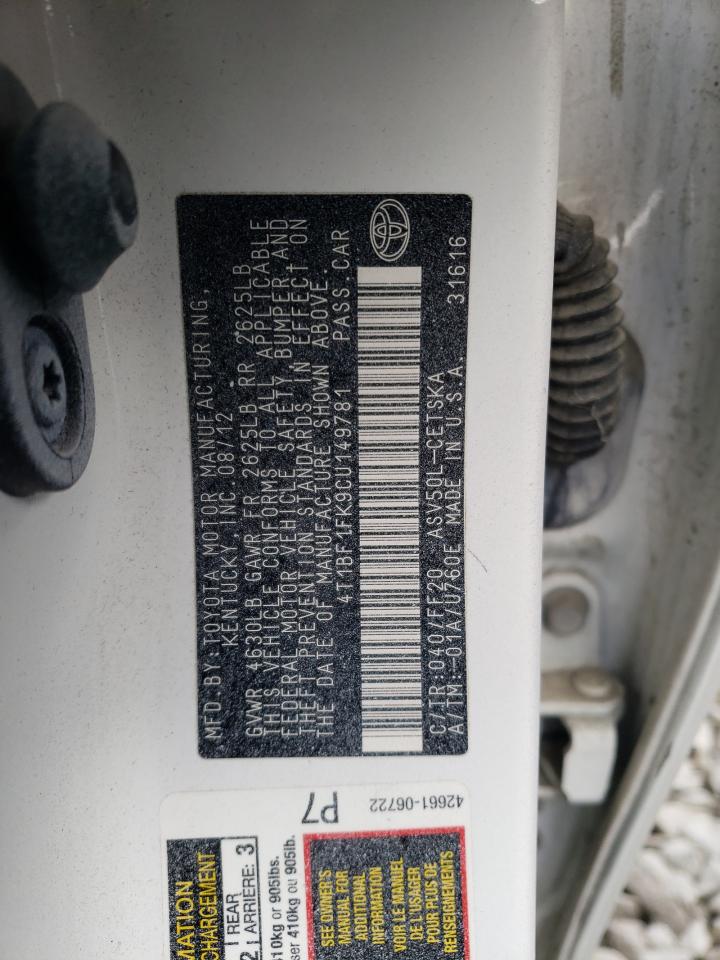 MFD. BY: TOYOTA MOTOR MANUFACTURING,
KENTUCKY, INC. 08/12
GVWR 4630LB GAWR FR 2625LB RR 2625LB
THIS VEHICLE CONFORMS TO ALL APPLICABLE
FEDERAL MOTOR VEHICLE SAFETY, BUMPER AND
THEFT PREVENTION STANDARDS IN EFFECT ON
THE DATE OF MANUFACTURE SHOWN ABOVE.
4T1BF1FK9CU149781 PASS CAR
C/TR:040/FF20 ASV50L-CETSKA
A/TM:-01A/U760E MADE IN U.S.A. 31616
P7
42661-06722
MATION
CHARGEMENT
2 REAR
ARRIÈRE: 3
410kg or 905lbs.
ser 410kg ou 905lb.
SEE OWNER'S
MANUAL FOR
ADDITIONAL
INFORMATION
VOIR LE MANUEL
DE L'USAGER
POUR PLUS DE
RENSEIGNEMENTS